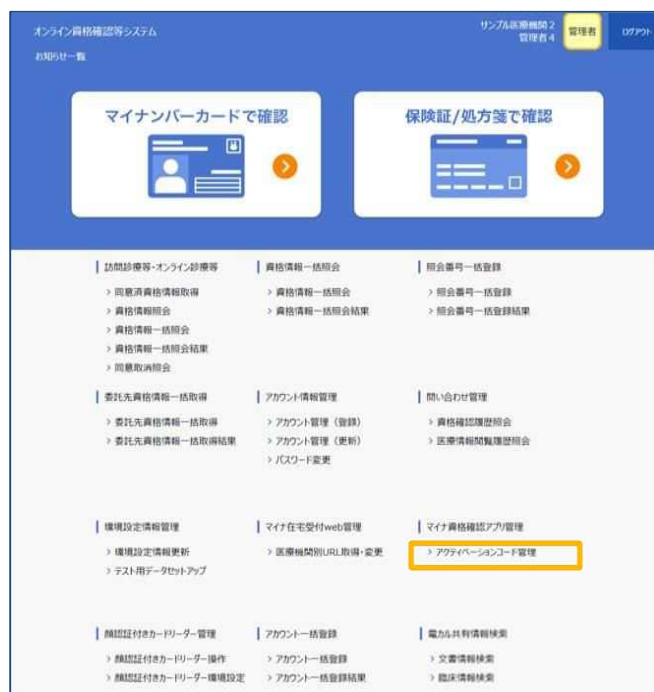 オンライン資格確認等システム
サンプル医療機関2
管理者4
管理者
ログアウト
お知らせ一覧
マイナンバーカードで確認
保険証/処方箋で確認
訪問診療等・オンライン診療等
> 同意済資格情報取得
> 資格情報照会
> 資格情報一括照会
> 資格情報一括照会結果
> 同意取消照会
資格情報一括照会
> 資格情報一括照会
> 資格情報一括照会結果
照会番号一括登録
> 照会番号一括登録
> 照会番号一括登録結果
委託先資格情報一括取得
> 委託先資格情報一括取得
> 委託先資格情報一括取得結果
アカウント情報管理
> アカウント管理（登録）
> アカウント管理（更新）
> パスワード変更
問い合わせ管理
> 資格確認履歴照会
> 医療情報閲覧履歴照会
環境設定情報管理
> 環境設定情報更新
> テスト用データセットアップ
マイナ在宅受付web管理
> 医療機関別URL取得・変更
マイナ資格確認アプリ管理
> アクティベーションコード管理
顔認証付きカードリーダー管理
> 顔認証付きカードリーダー操作
> 顔認証付きカードリーダー環境設定
アカウント一括登録
> アカウント一括登録
> アカウント一括登録結果
電カル共有情報検索
> 文書情報検索
> 臨床情報検索